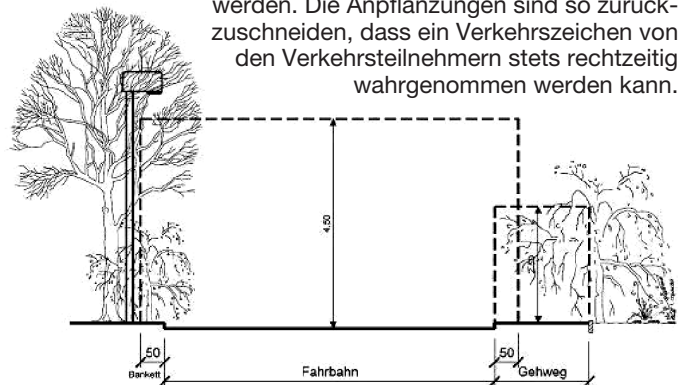 werden. Die Anpflanzungen sind so zurück-
zuschneiden, dass ein Verkehrszeichen von
den Verkehrsteilnehmern stets rechtzeitig
wahrgenommen werden kann.
4.50
50
50
Bankett
Fahrbahn
Gehweg